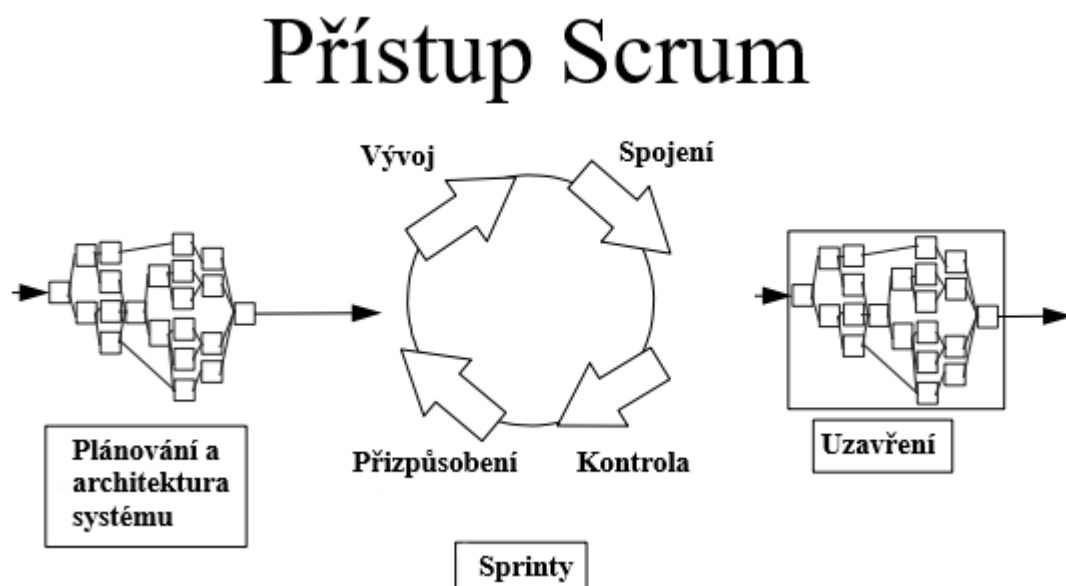 Přístup Scrum
Vývoj
Spojení
Přizpůsobení
Kontrola
Plánování a
architektura
systému
Uzavření
Sprinty